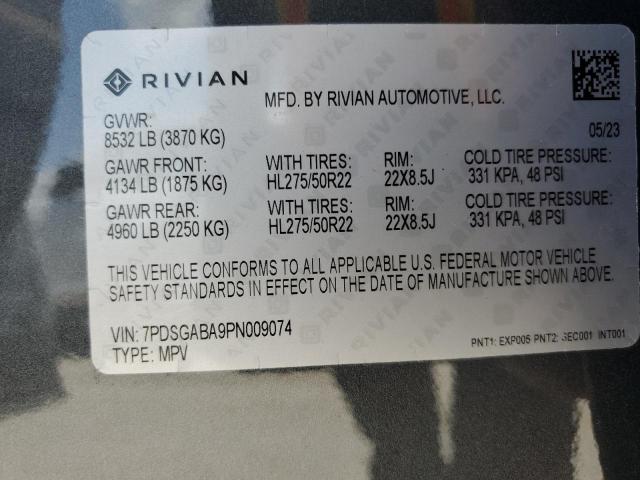 RIVIAN
MFD. BY RIVIAN AUTOMOTIVE, LLC.
GVWR:
8532 LB (3870 KG)
05/23
GAWR FRONT: WITH TIRES: RIM: COLD TIRE PRESSURE:
4134 LB (1875 KG) HL275/50R22 22X8.5J 331 KPA, 48 PSI
GAWR REAR: WITH TIRES: RIM: COLD TIRE PRESSURE:
4960 LB (2250 KG) HL275/50R22 22X8.5J 331 KPA, 48 PSI
THIS VEHICLE CONFORMS TO ALL APPLICABLE U.S. FEDERAL MOTOR VEHICLE
SAFETY STANDARDS IN EFFECT ON THE DATE OF MANUFACTURE SHOWN ABOVE.
VIN: 7PDSGABA9PN009074
TYPE: MPV
PNT1: EXP005 PNT2: SEC001 INT001